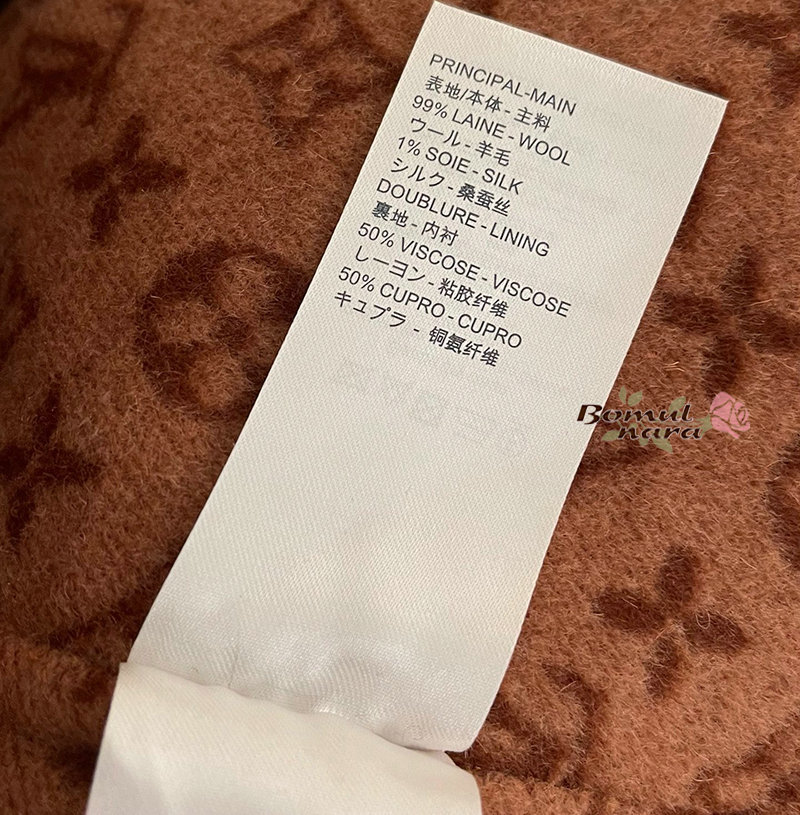 PRINCIPAL-MAIN
表地/本体 - 主料
99% LAINE - WOOL
ウール - 羊毛
1% SOIE - SILK
シルク - 桑蚕丝
DOUBLURE - LINING
裏地 - 内衬
50% VISCOSE - VISCOSE
レーヨン - 粘胶纤维
50% CUPRO - CUPRO
キュプラ - 铜氨纤维
Bomul
nara